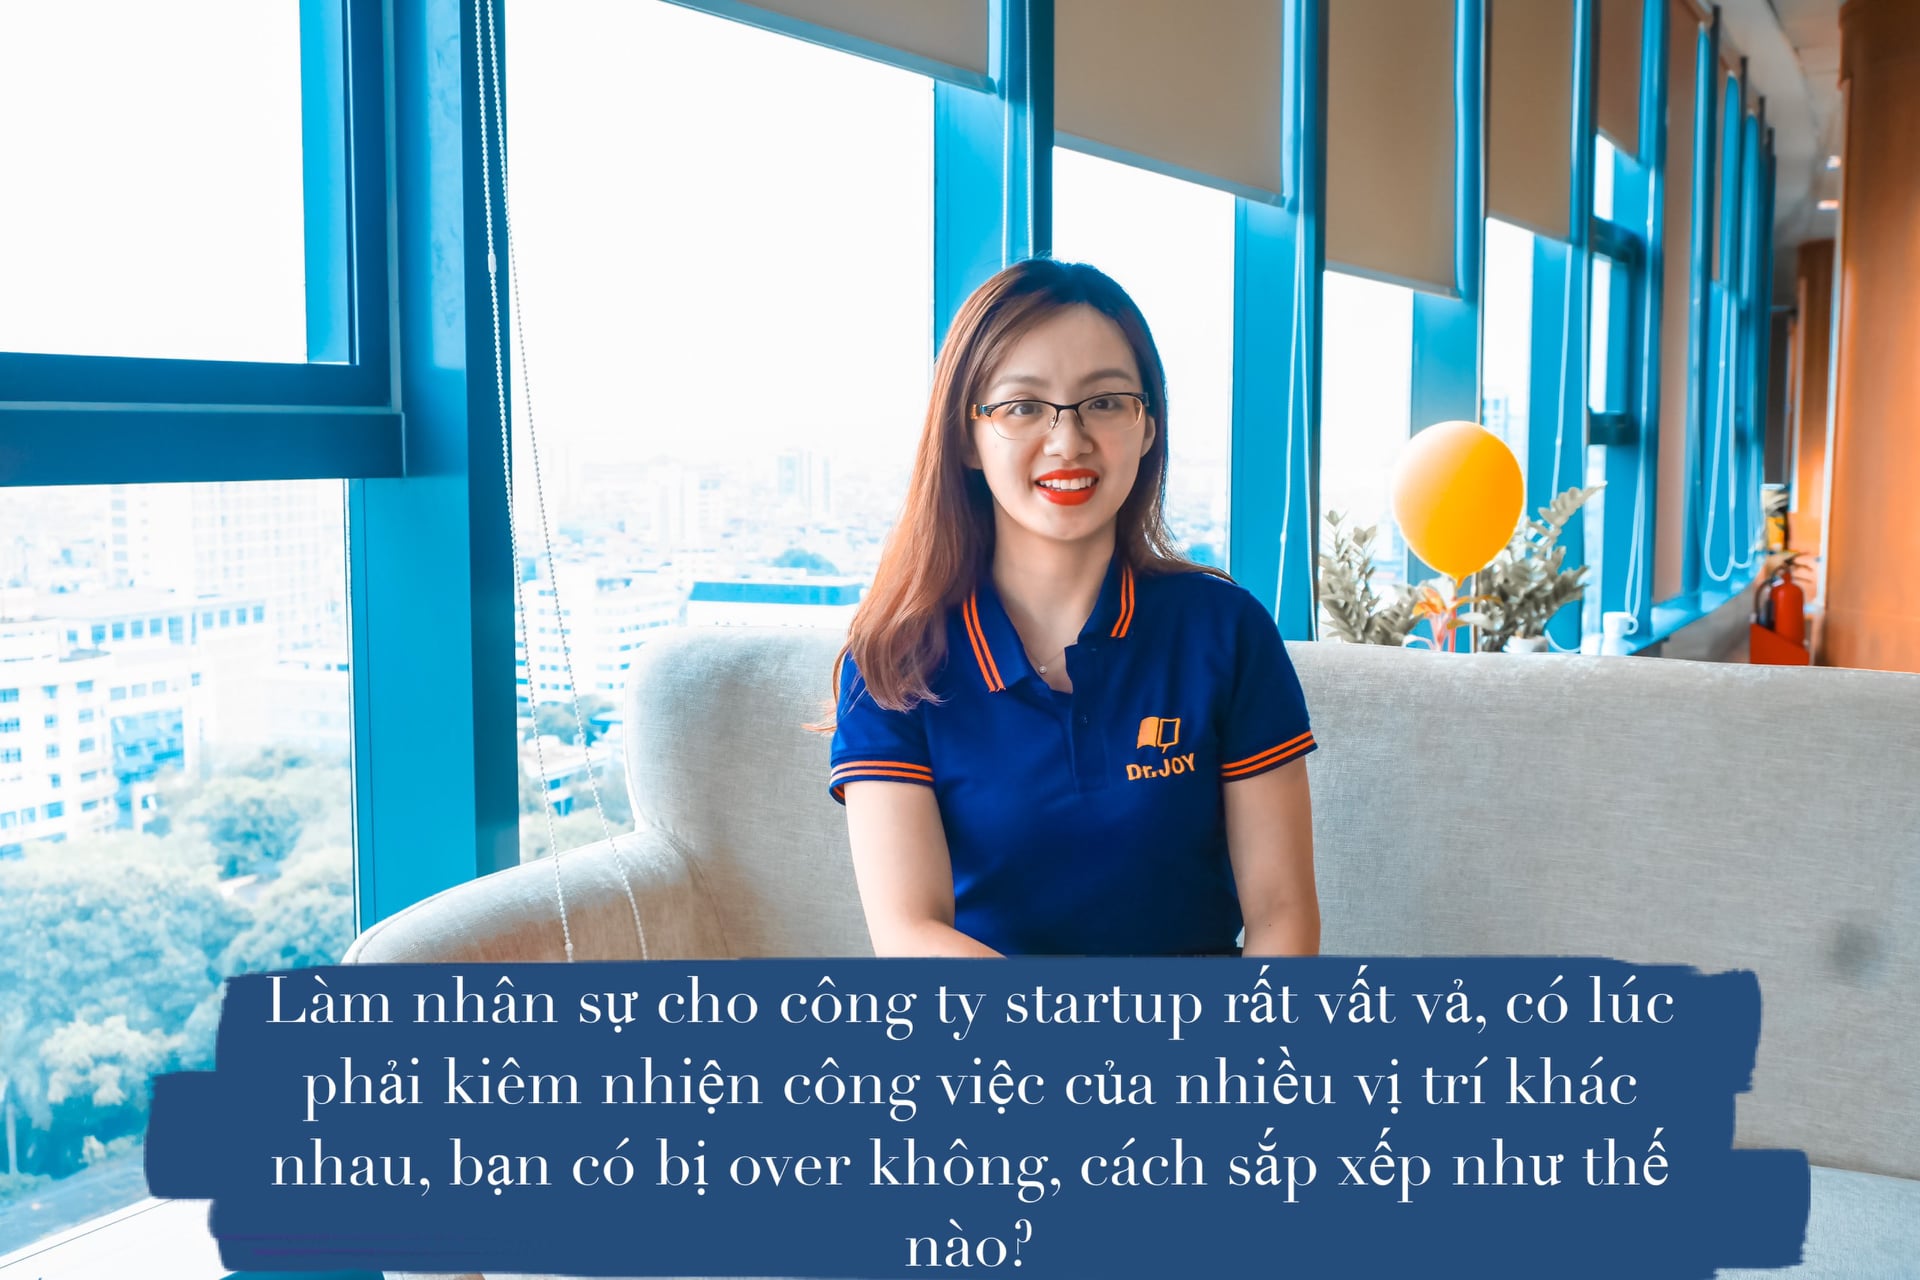 Dr.JOY
Làm nhân sự cho công ty startup rất vất vả, có lúc
phải kiêm nhiện công việc của nhiều vị trí khác
nhau, bạn có bị over không, cách sắp xếp như thế
nào?